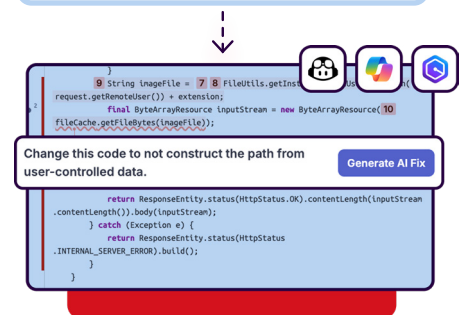 }
9 String imageFile = 7 8 FileUtils.getInst
request.getRemoteUser()) + extension;
2
final ByteArrayResource inputStream = new ByteArrayResource( 10
fileCache.getFileBytes(imageFile));
Change this code to not construct the path from
user-controlled data.
Generate AI Fix
return ResponseEntity.status(HttpStatus.OK).contentLength(inputStream
.contentLength()).body(inputStream);
} catch (Exception e) {
return ResponseEntity.status(HttpStatus
.INTERNAL_SERVER_ERROR).build();
}
}